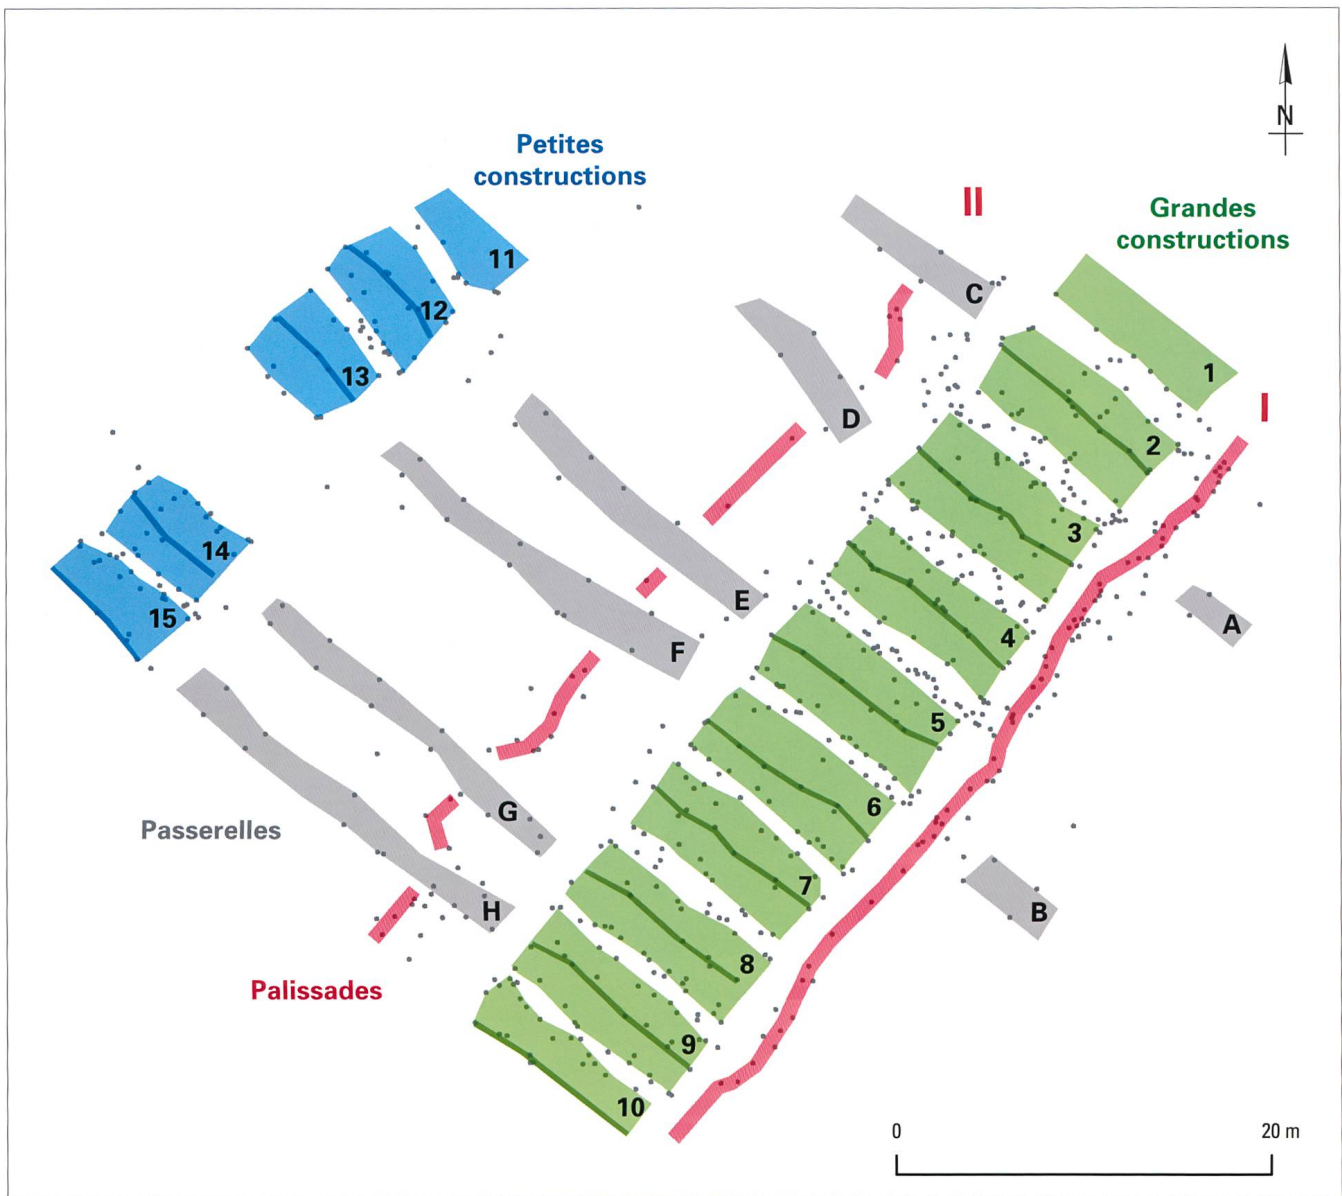 N
Petites
constructions
II
Grandes
constructions
11
C
12
1
13
I
D
2
3
14
E
A
15
F
4
5
G
6
Passerelles
7
H
B
8
Palissades
9
10
0
20 m